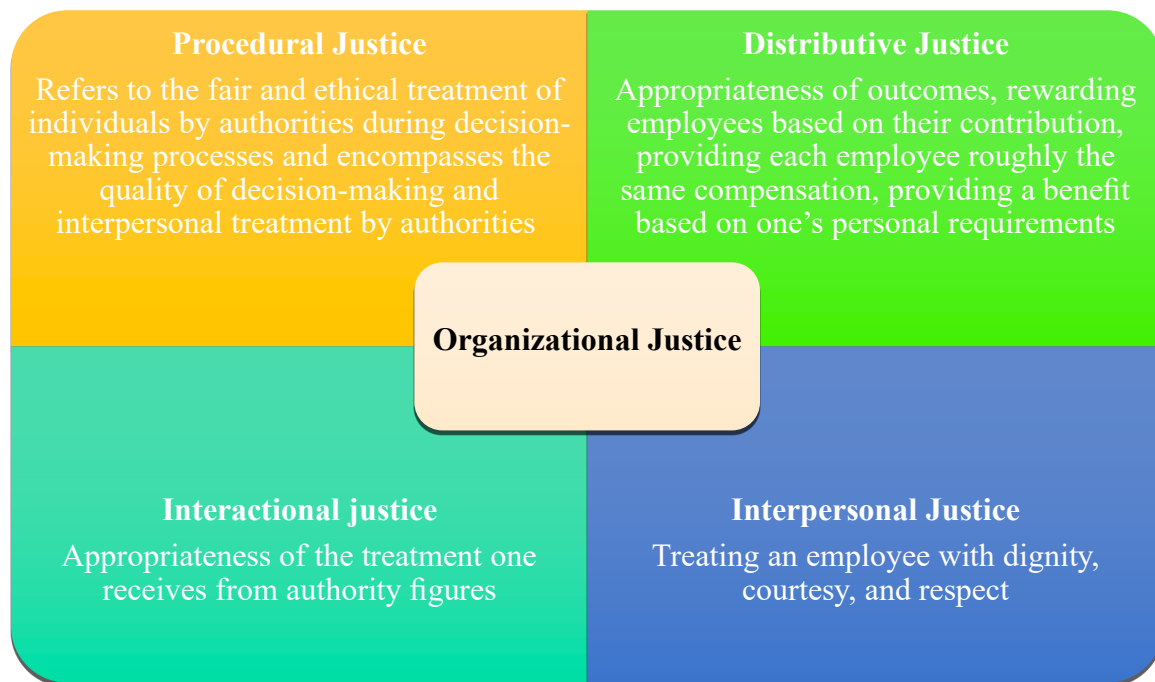 Procedural Justice
Refers to the fair and ethical treatment of
individuals by authorities during decision-
making processes and encompasses the
quality of decision-making and
interpersonal treatment by authorities
Distributive Justice
Appropriateness of outcomes, rewarding
employees based on their contribution,
providing each employee roughly the
same compensation, providing a benefit
based on one’s personal requirements
Organizational Justice
Interactional justice
Appropriateness of the treatment one
receives from authority figures
Interpersonal Justice
Treating an employee with dignity,
courtesy, and respect